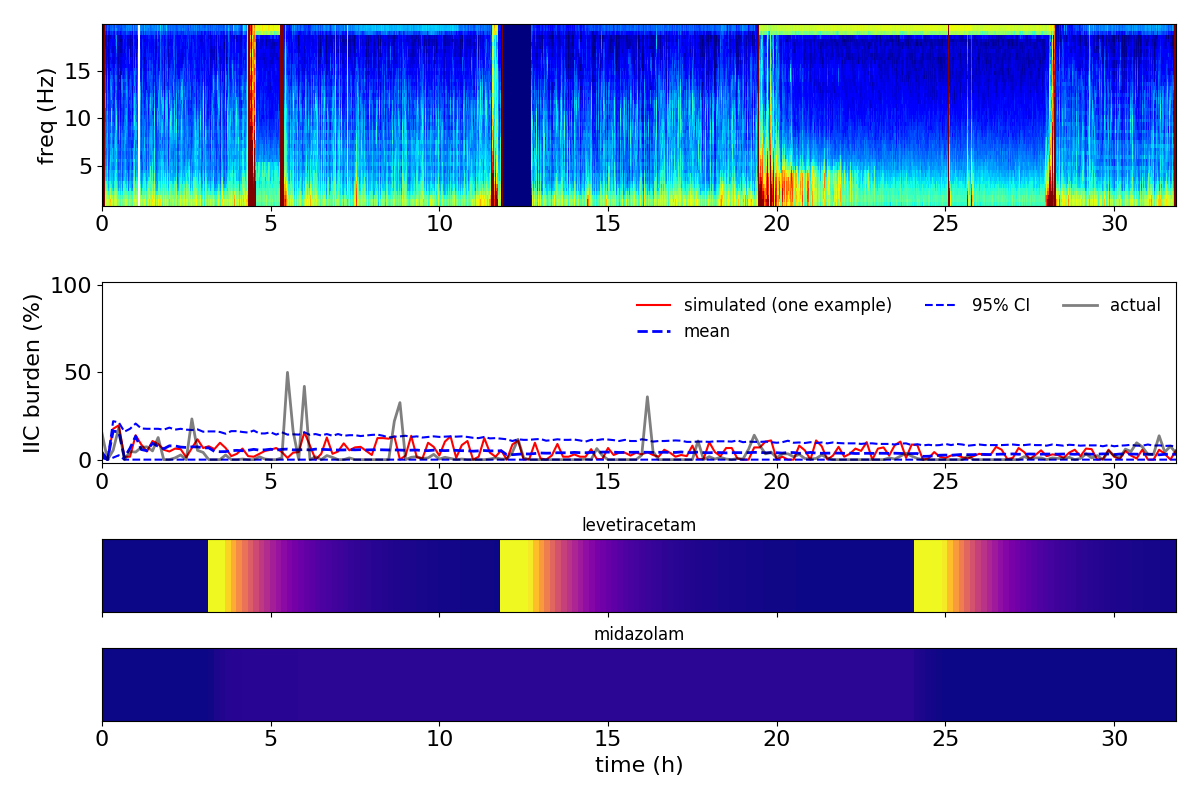 freq (Hz)
15
10
5
0 5 10 15 20 25 30
IIC burden (%)
100
50
0
simulated (one example) 95% CI actual
mean
0 5 10 15 20 25 30
levetiracetam
midazolam
0 5 10 15 20 25 30
time (h)